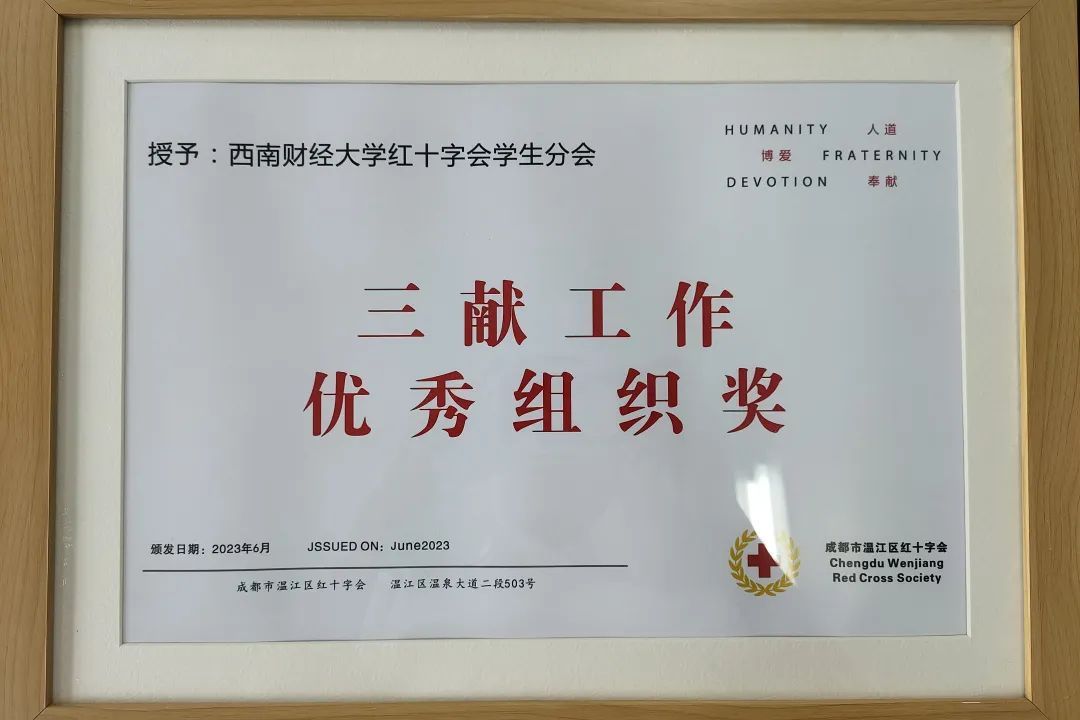 授予：西南财经大学红十字会学生分会
HUMANITY 人道
博爱 FRATERNITY
DEVOTION 奉献
三献工作
优秀组织奖
颁发日期：2023年6月 JSSUED ON：June2023
成都市温江区红十字会 温江区温泉大道二段503号
成都市温江区红十字会
Chengdu Wenjiang
Red Cross Society